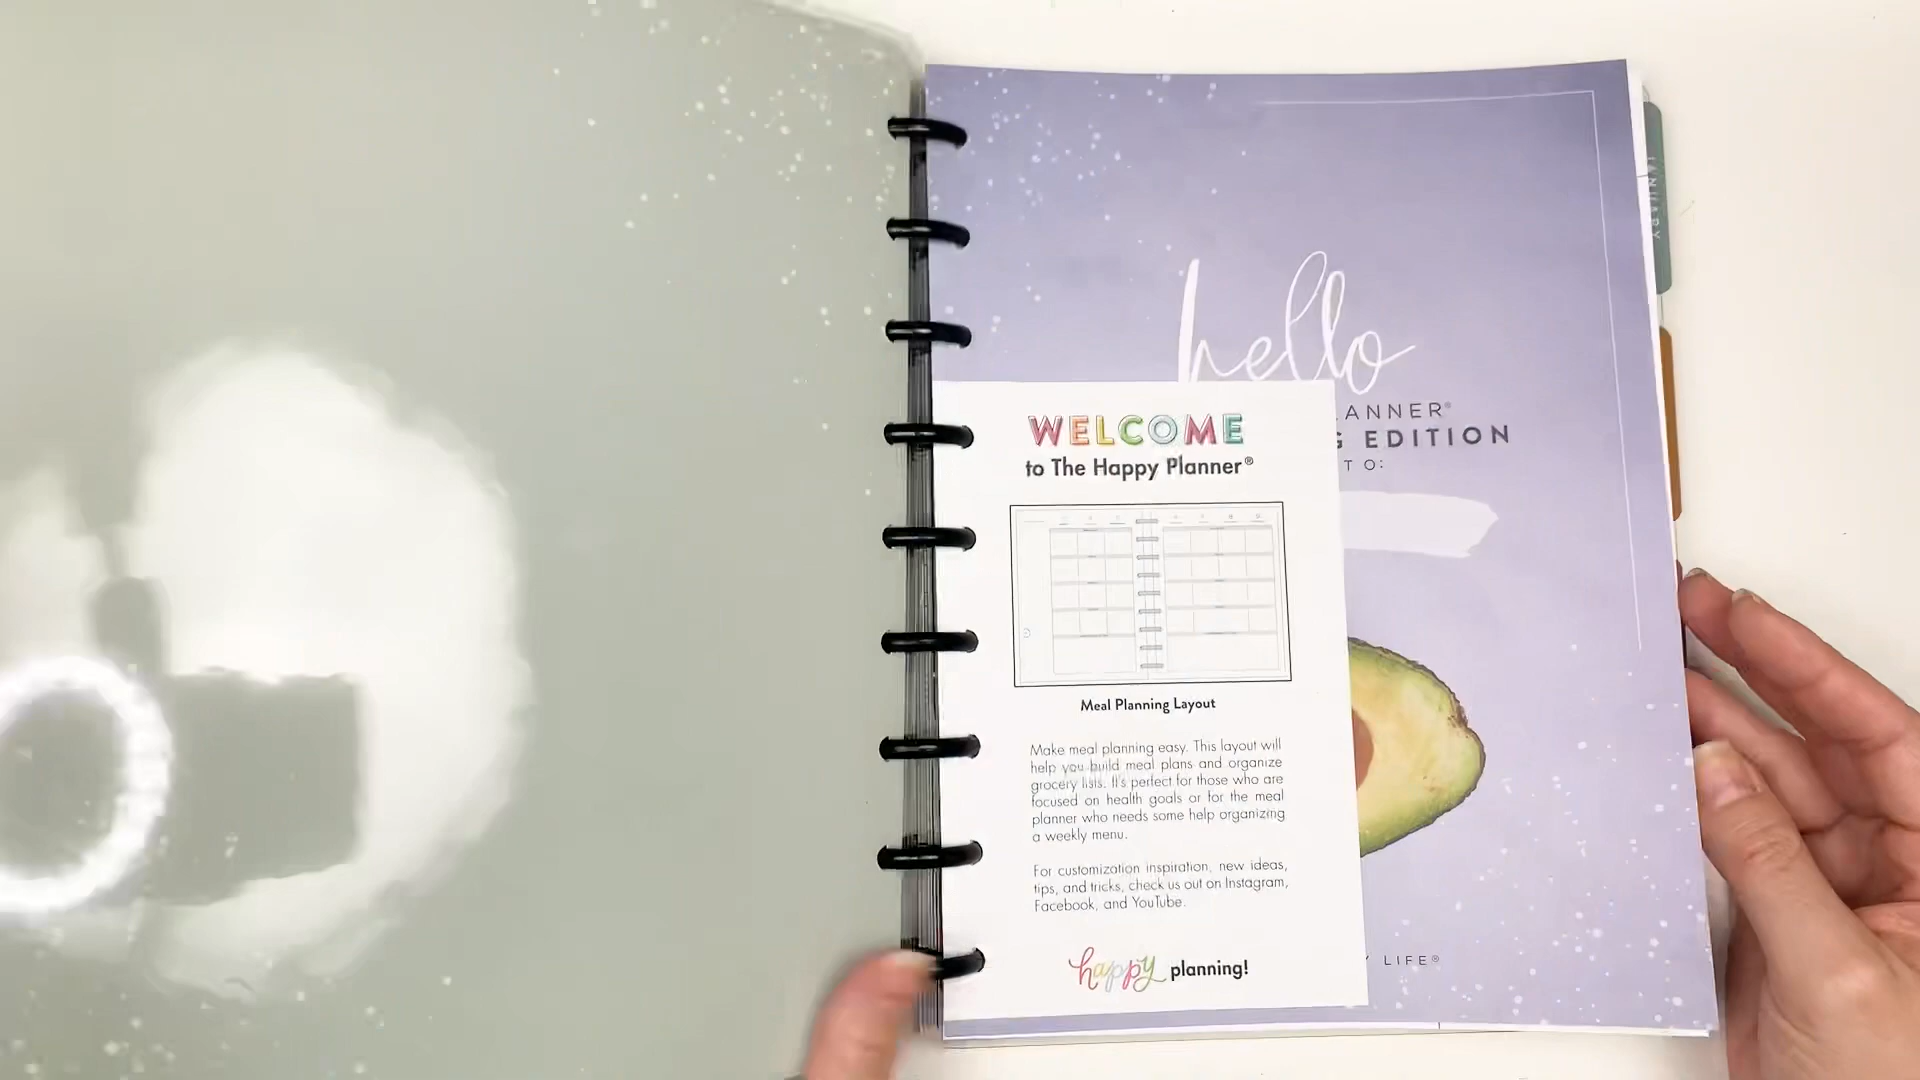 hello
ANNER®
G EDITION
TO:
JANUARY
WELCOME
to The Happy Planner®
Meal Planning Layout
Make meal planning easy. This layout will
help you build meal plans and organize
grocery lists. It's perfect for those who are
focused on health goals or for the meal
planner who needs some help organizing
a weekly menu.
For customization inspiration, new ideas,
tips, and tricks, check us out on Instagram,
Facebook, and YouTube.
happy planning!
LIFE®